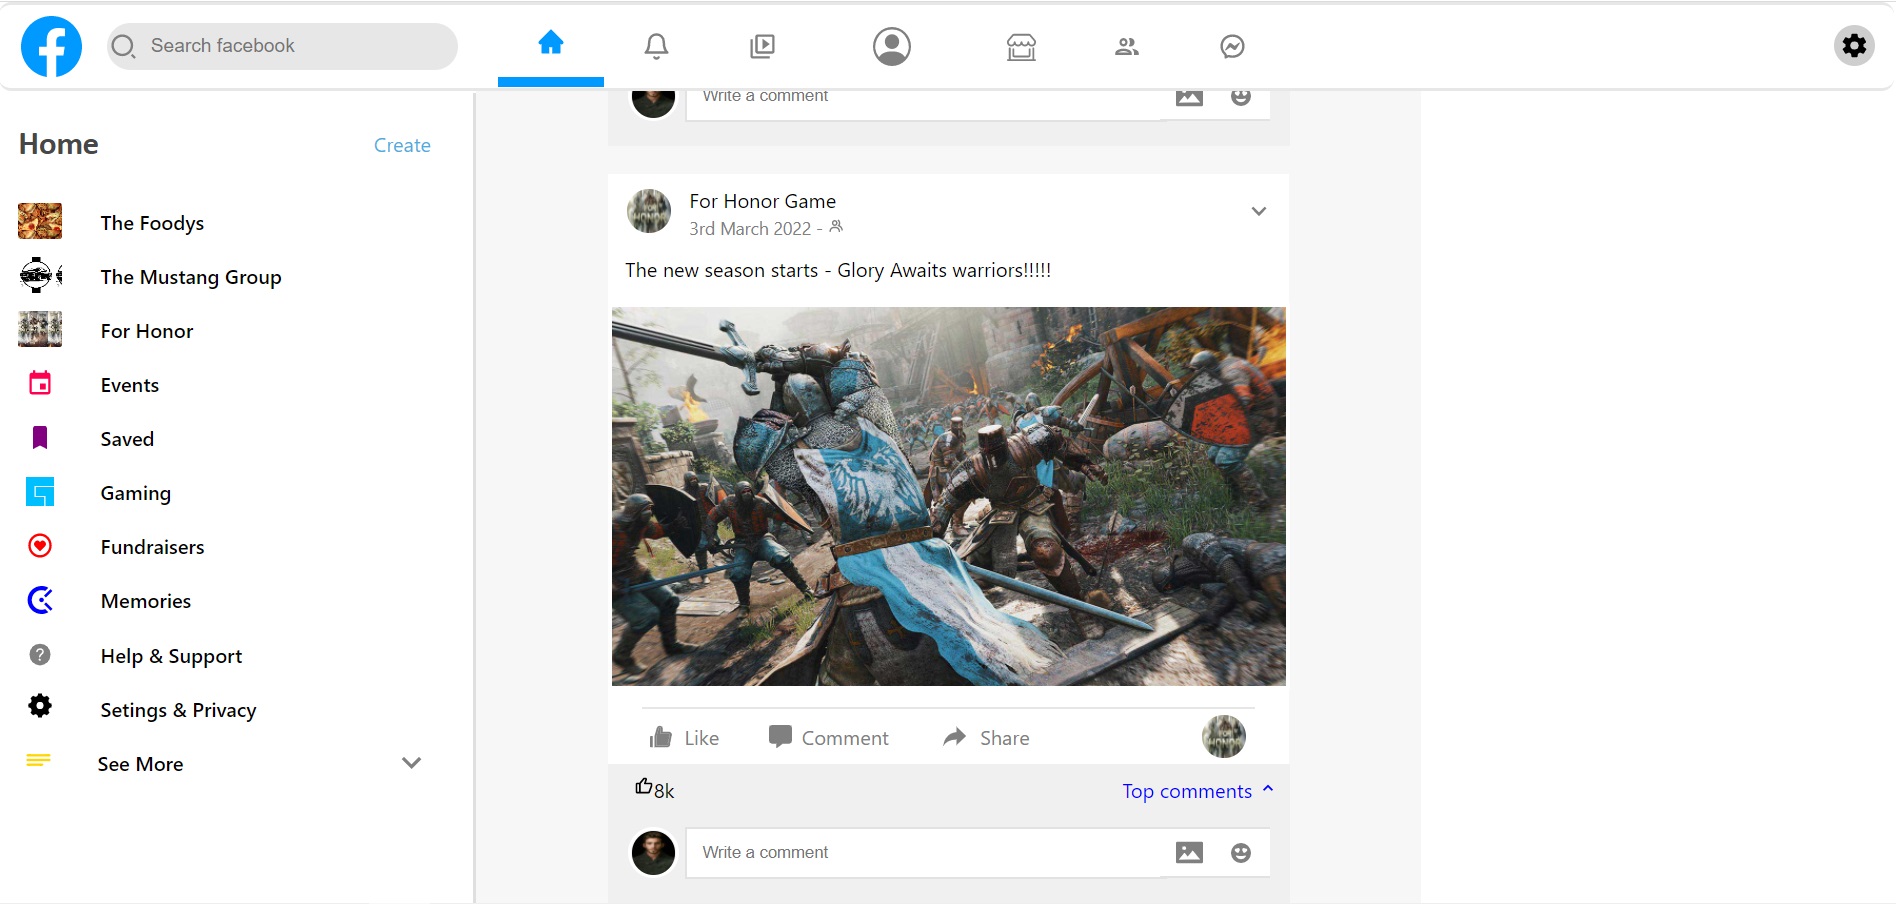 Search facebook
Write a comment
Home
Create
The Foodys
The Mustang Group
For Honor
Events
Saved
Gaming
Fundraisers
Memories
Help & Support
Setings & Privacy
See More
For Honor Game
3rd March 2022 -
The new season starts - Glory Awaits warriors!!!!!
Like
Comment
Share
FOR HONOR
8k
Top comments
Write a comment